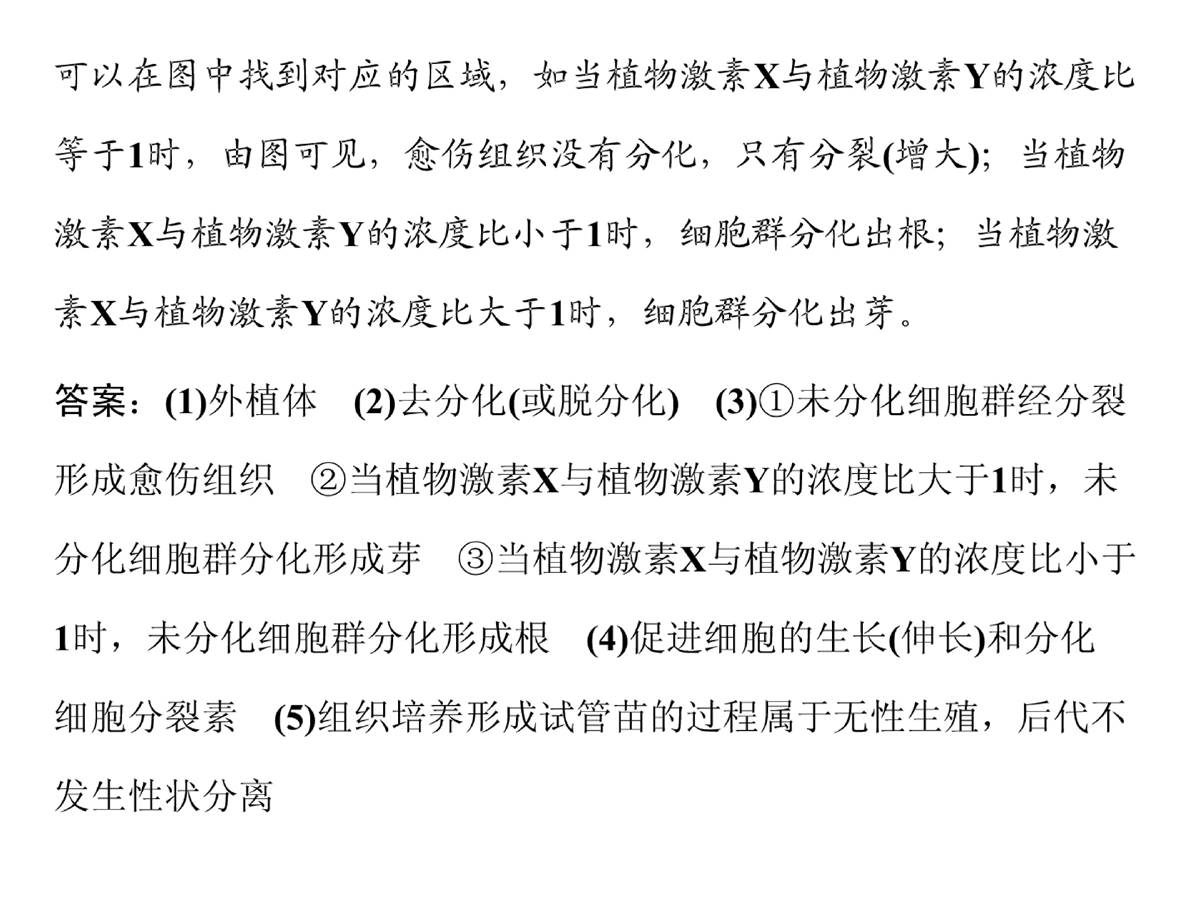 可以在图中找到对应的区域，如当植物激素X与植物激素Y的浓度比
等于1时，由图可见，愈伤组织没有分化，只有分裂(增大)；当植物
激素X与植物激素Y的浓度比小于1时，细胞群分化出根；当植物激
素X与植物激素Y的浓度比大于1时，细胞群分化出芽。
答案：(1)外植体　(2)去分化(或脱分化)　(3)①未分化细胞群经分裂
形成愈伤组织　②当植物激素X与植物激素Y的浓度比大于1时，未
分化细胞群分化形成芽　③当植物激素X与植物激素Y的浓度比小于
1时，未分化细胞群分化形成根　(4)促进细胞的生长(伸长)和分化
细胞分裂素　(5)组织培养形成试管苗的过程属于无性生殖，后代不
发生性状分离